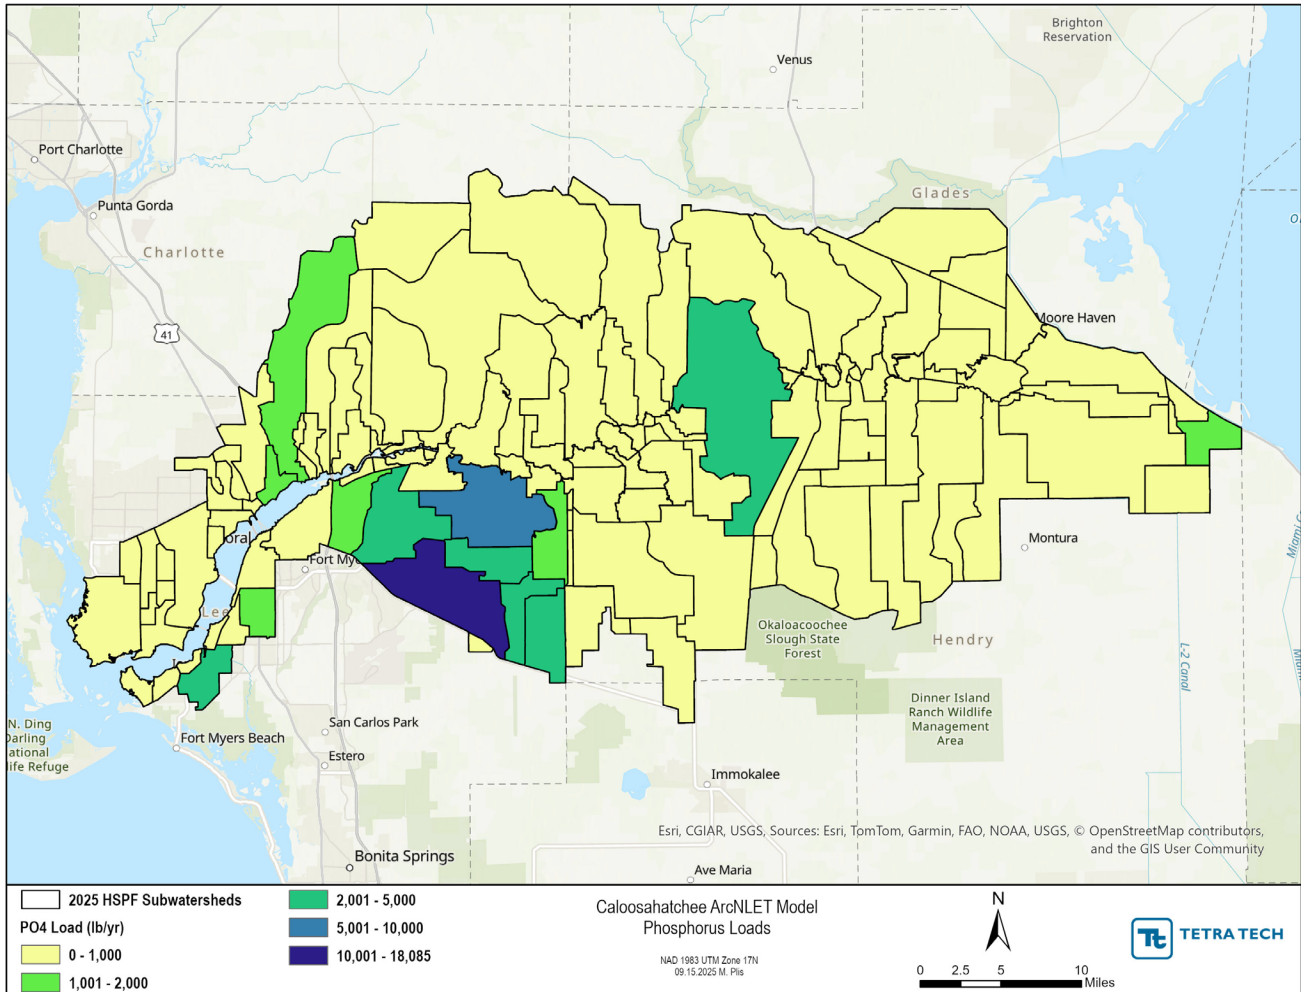 Brighton
Reservation
Venus
Port Charlotte
Punta Gorda
Glades
Charlotte
41
Moore Haven
oral
Fort My
Lee
Montura
Okaloacoochee
Slough State
Forest
Hendry
L-2 Canal
Miami C
Dinner Island
Ranch Wildlife
Management
Area
N. Ding
Darling
ational
life Refuge
San Carlos Park
Fort Myers Beach
Estero
Immokalee
Esri, CGIAR, USGS, Sources: Esri, TomTom, Garmin, FAO, NOAA, USGS, © OpenStreetMap contributors,
and the GIS User Community
Bonita Springs
Ave Maria
2025 HSPF Subwatersheds
PO4 Load (lb/yr)
0 - 1,000
1,001 - 2,000
2,001 - 5,000
5,001 - 10,000
10,001 - 18,085
Caloosahatchee ArcNLET Model
Phosphorus Loads
NAD 1983 UTM Zone 17N
09.15.2025 M. Plis
N
0 2.5 5 10
Miles
Tt TETRA TECH